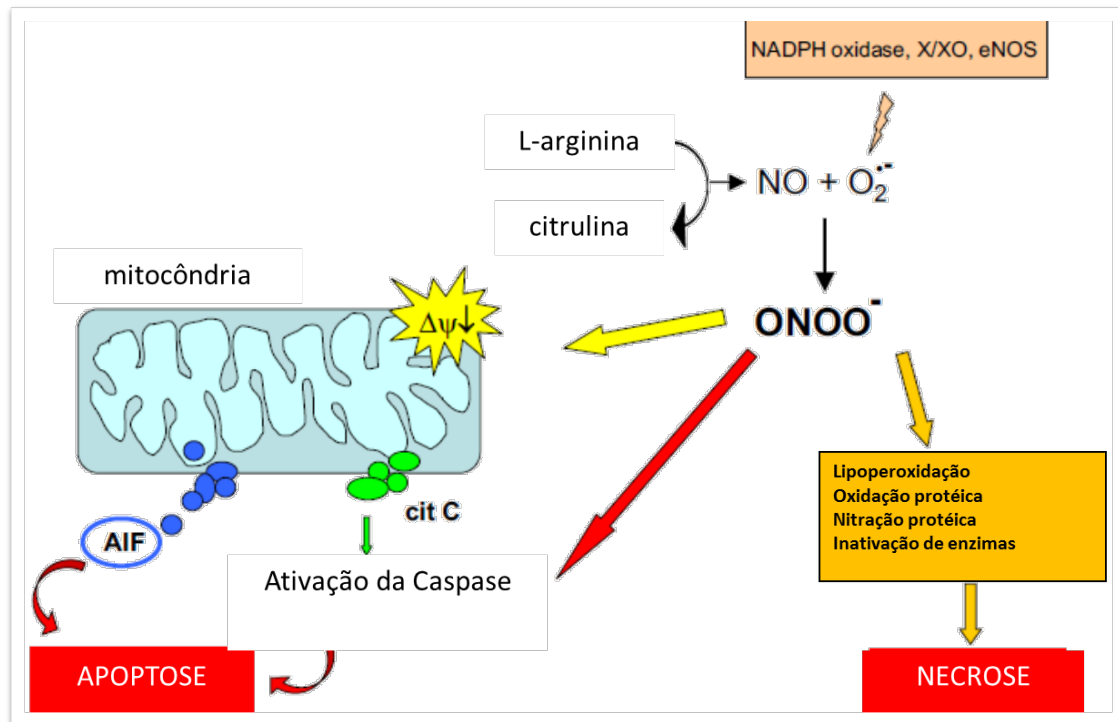 NADPH oxidase, X/XO, eNOS
L-arginina
NO + O₂•-
citrulina
mitocôndria
Δψ↓
ONOO-
Lipoperoxidação
Oxidação protéica
Nitração protéica
Inativação de enzimas
cit C
AIF
Ativação da Caspase
APOPTOSE
NECROSE